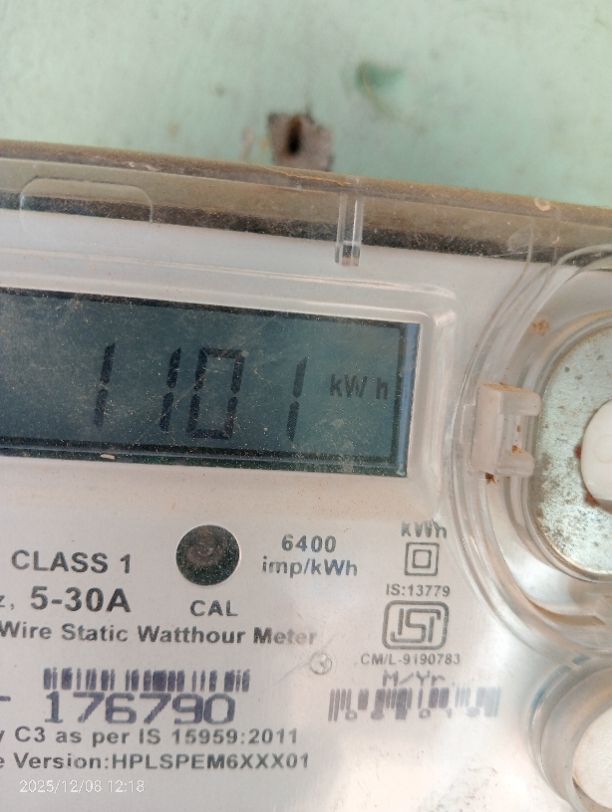 1101 kWh
6400
imp/kWh
kWh
CLASS 1
z, 5-30A
CAL
IS:13779
ISI
Wire Static Watthour Meter
CM/L-9190783
M/Yr.
176790
y C3 as per IS 15959:2011
e Version:HPLSPEM6XXX01
2025/12/08 12:18